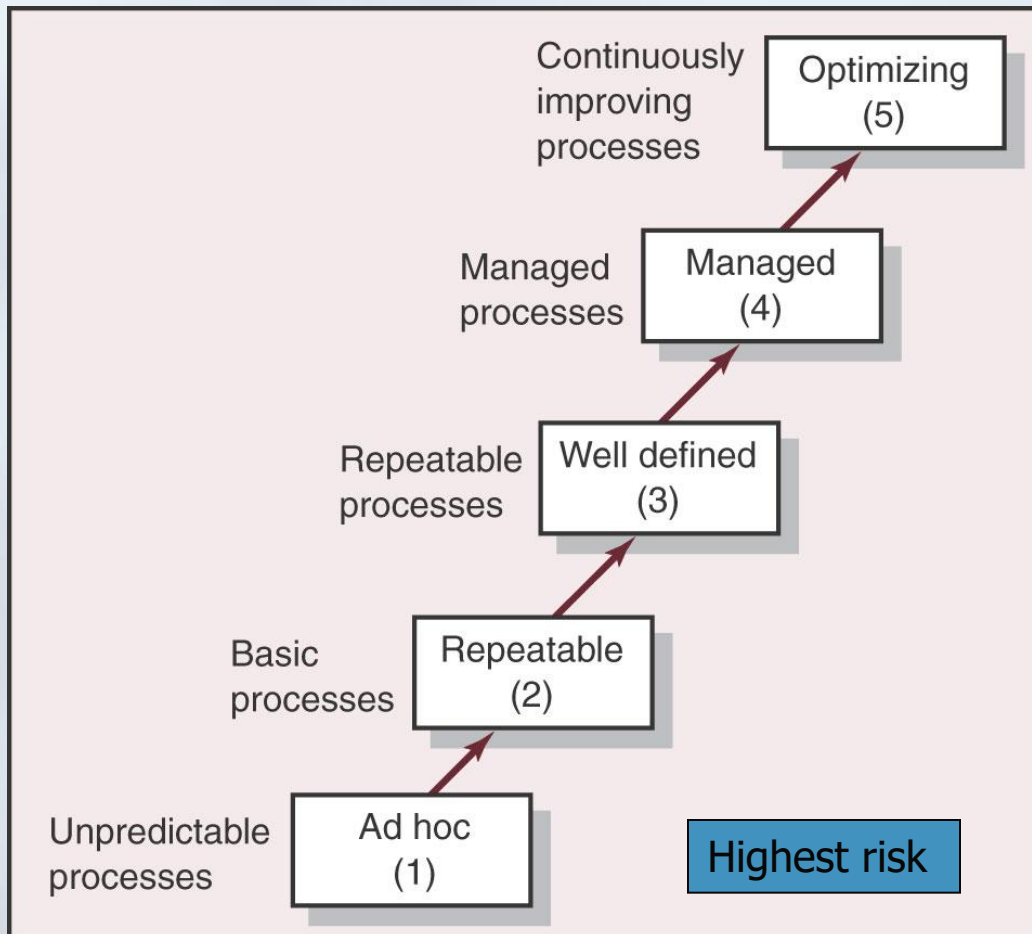 Continuously
improving
processes
Optimizing
(5)
Managed
processes
Managed
(4)
Repeatable
processes
Well defined
(3)
Basic
processes
Repeatable
(2)
Unpredictable
processes
Ad hoc
(1)
Highest risk